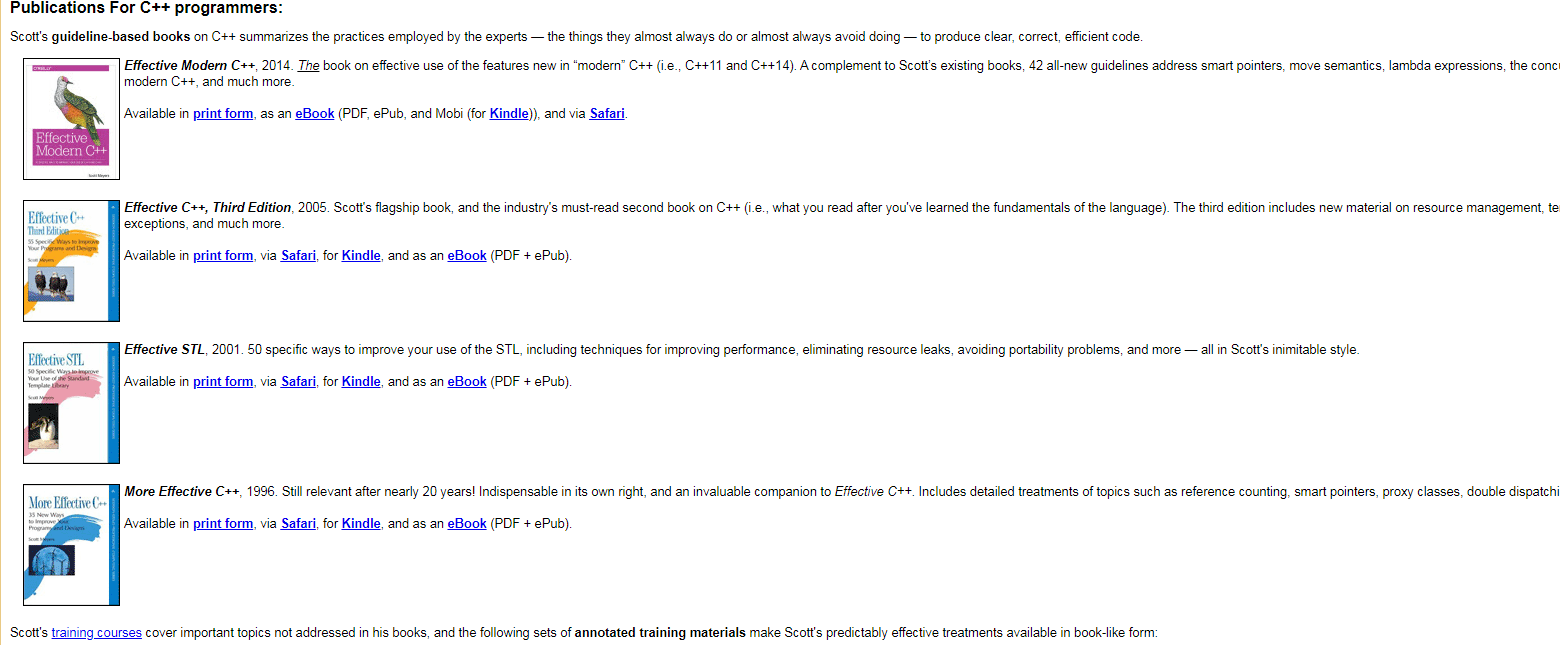 Publications For C++ programmers:
Scott's guideline-based books on C++ summarizes the practices employed by the experts — the things they almost always do or almost always avoid doing — to produce clear, correct, efficient code.
O'REILLY
Effective
Modern C++
Scott Meyers
Effective Modern C++, 2014. The book on effective use of the features new in “modern” C++ (i.e., C++11 and C++14). A complement to Scott's existing books, 42 all-new guidelines address smart pointers, move semantics, lambda expressions, the
modern C++, and much more.
Available in print form, as an eBook (PDF, ePub, and Mobi (for Kindle)), and via Safari.
Effective C++
Third Edition
55 Specific Ways to Improve
Your Programs and Designs
Scott Meyers
Effective C++, Third Edition, 2005. Scott's flagship book, and the industry's must-read second book on C++ (i.e., what you read after you've learned the fundamentals of the language). The third edition includes new material on resource management,
exceptions, and much more.
Available in print form, via Safari, for Kindle, and as an eBook (PDF + ePub).
Effective STL
50 Specific Ways to Improve
Your Use of the Standard
Template Library
Scott Meyers
Effective STL, 2001. 50 specific ways to improve your use of the STL, including techniques for improving performance, eliminating resource leaks, avoiding portability problems, and more — all in Scott's inimitable style.
Available in print form, via Safari, for Kindle, and as an eBook (PDF + ePub).
More Effective C++
35 New Ways
to Improve Your
Programs and Designs
Scott Meyers
More Effective C++, 1996. Still relevant after nearly 20 years! Indispensable in its own right, and an invaluable companion to Effective C++. Includes detailed treatments of topics such as reference counting, smart pointers, proxy classes, double
Available in print form, via Safari, for Kindle, and as an eBook (PDF + ePub).
Scott's training courses cover important topics not addressed in his books, and the following sets of annotated training materials make Scott's predictably effective treatments available in book-like form: